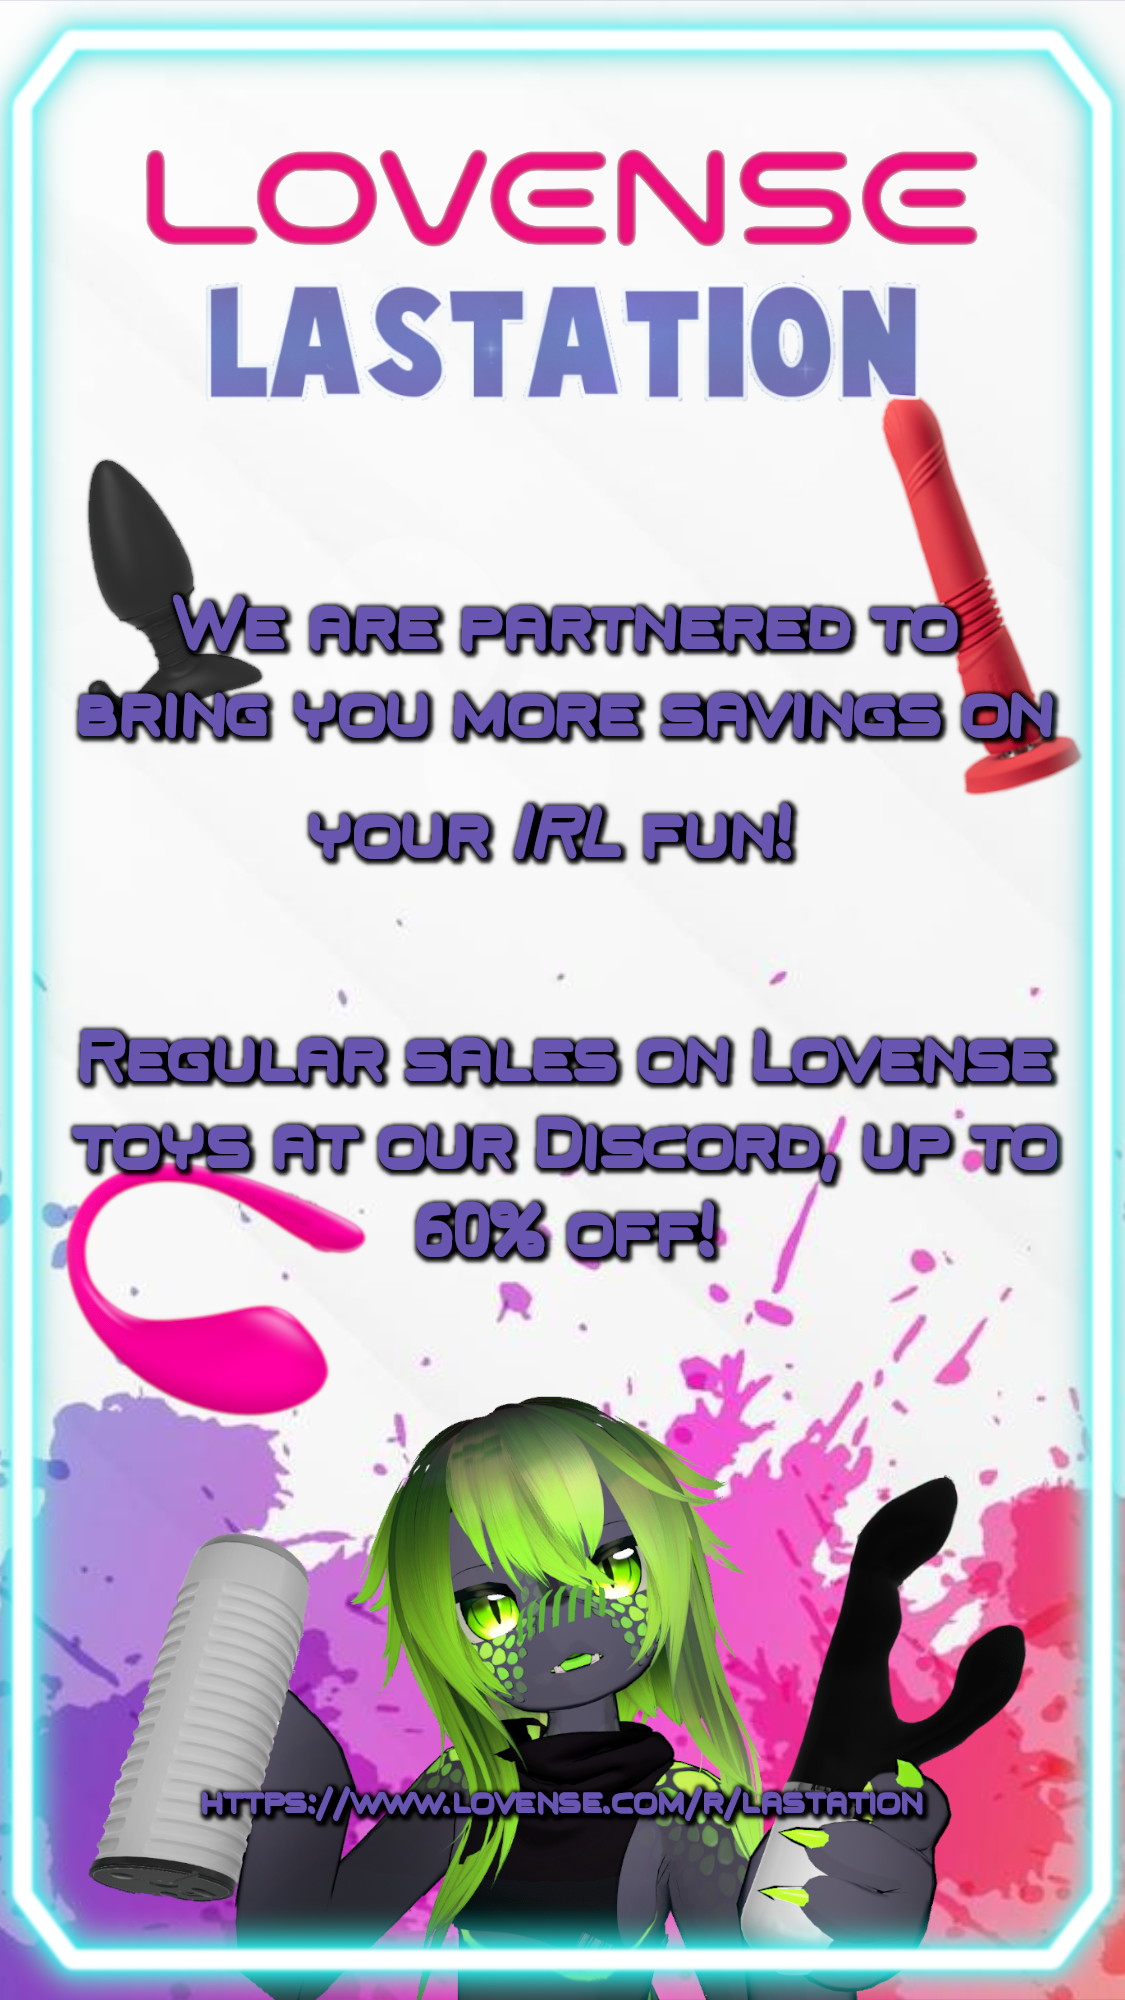 LOVENSE
LASTATION
We are partnered to
bring you more savings on
your IRL fun!
Regular sales on Lovense
toys at our Discord, up to
60% off!
https://www.lovense.com/r/lastation